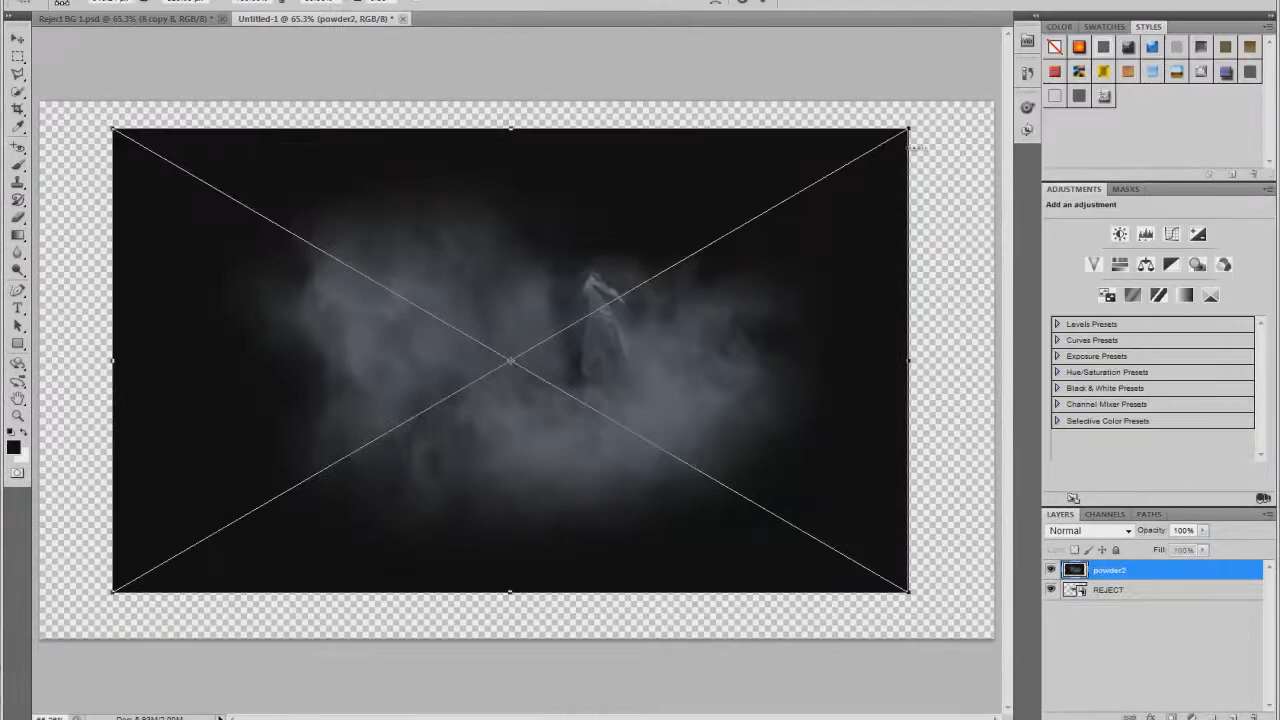 Reject BG 1.psd @ 65.3% (8 copy 8, RGB/8) *
Untitled-1 @ 65.3% (powder2, RGB/8) *
COLOR SWATCHES STYLES
ADJUSTMENTS MASKS
Add an adjustment
Levels Presets
Curves Presets
Exposure Presets
Hue/Saturation Presets
Black & White Presets
Channel Mixer Presets
Selective Color Presets
LAYERS CHANNELS PATHS
Normal Opacity: 100%
Fill: 100%
powder2
REJECT